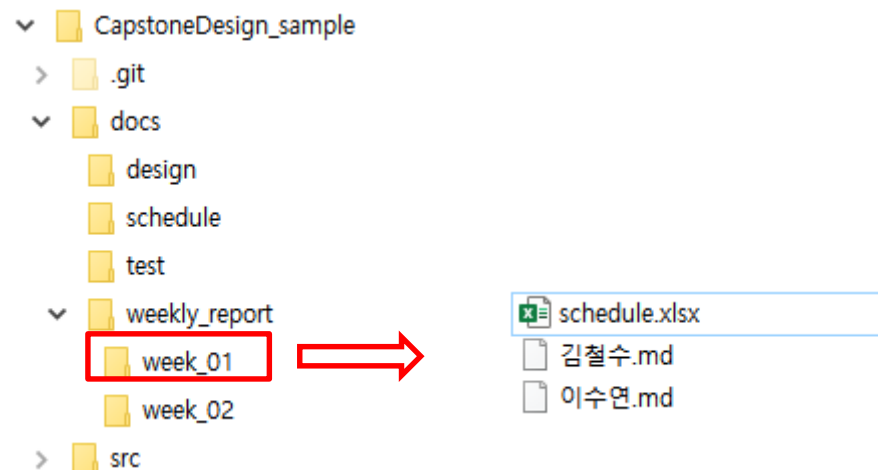 CapstoneDesign_sample
.git
docs
design
schedule
test
weekly_report
week_01
week_02
src
schedule.xlsx
김철수.md
이수연.md